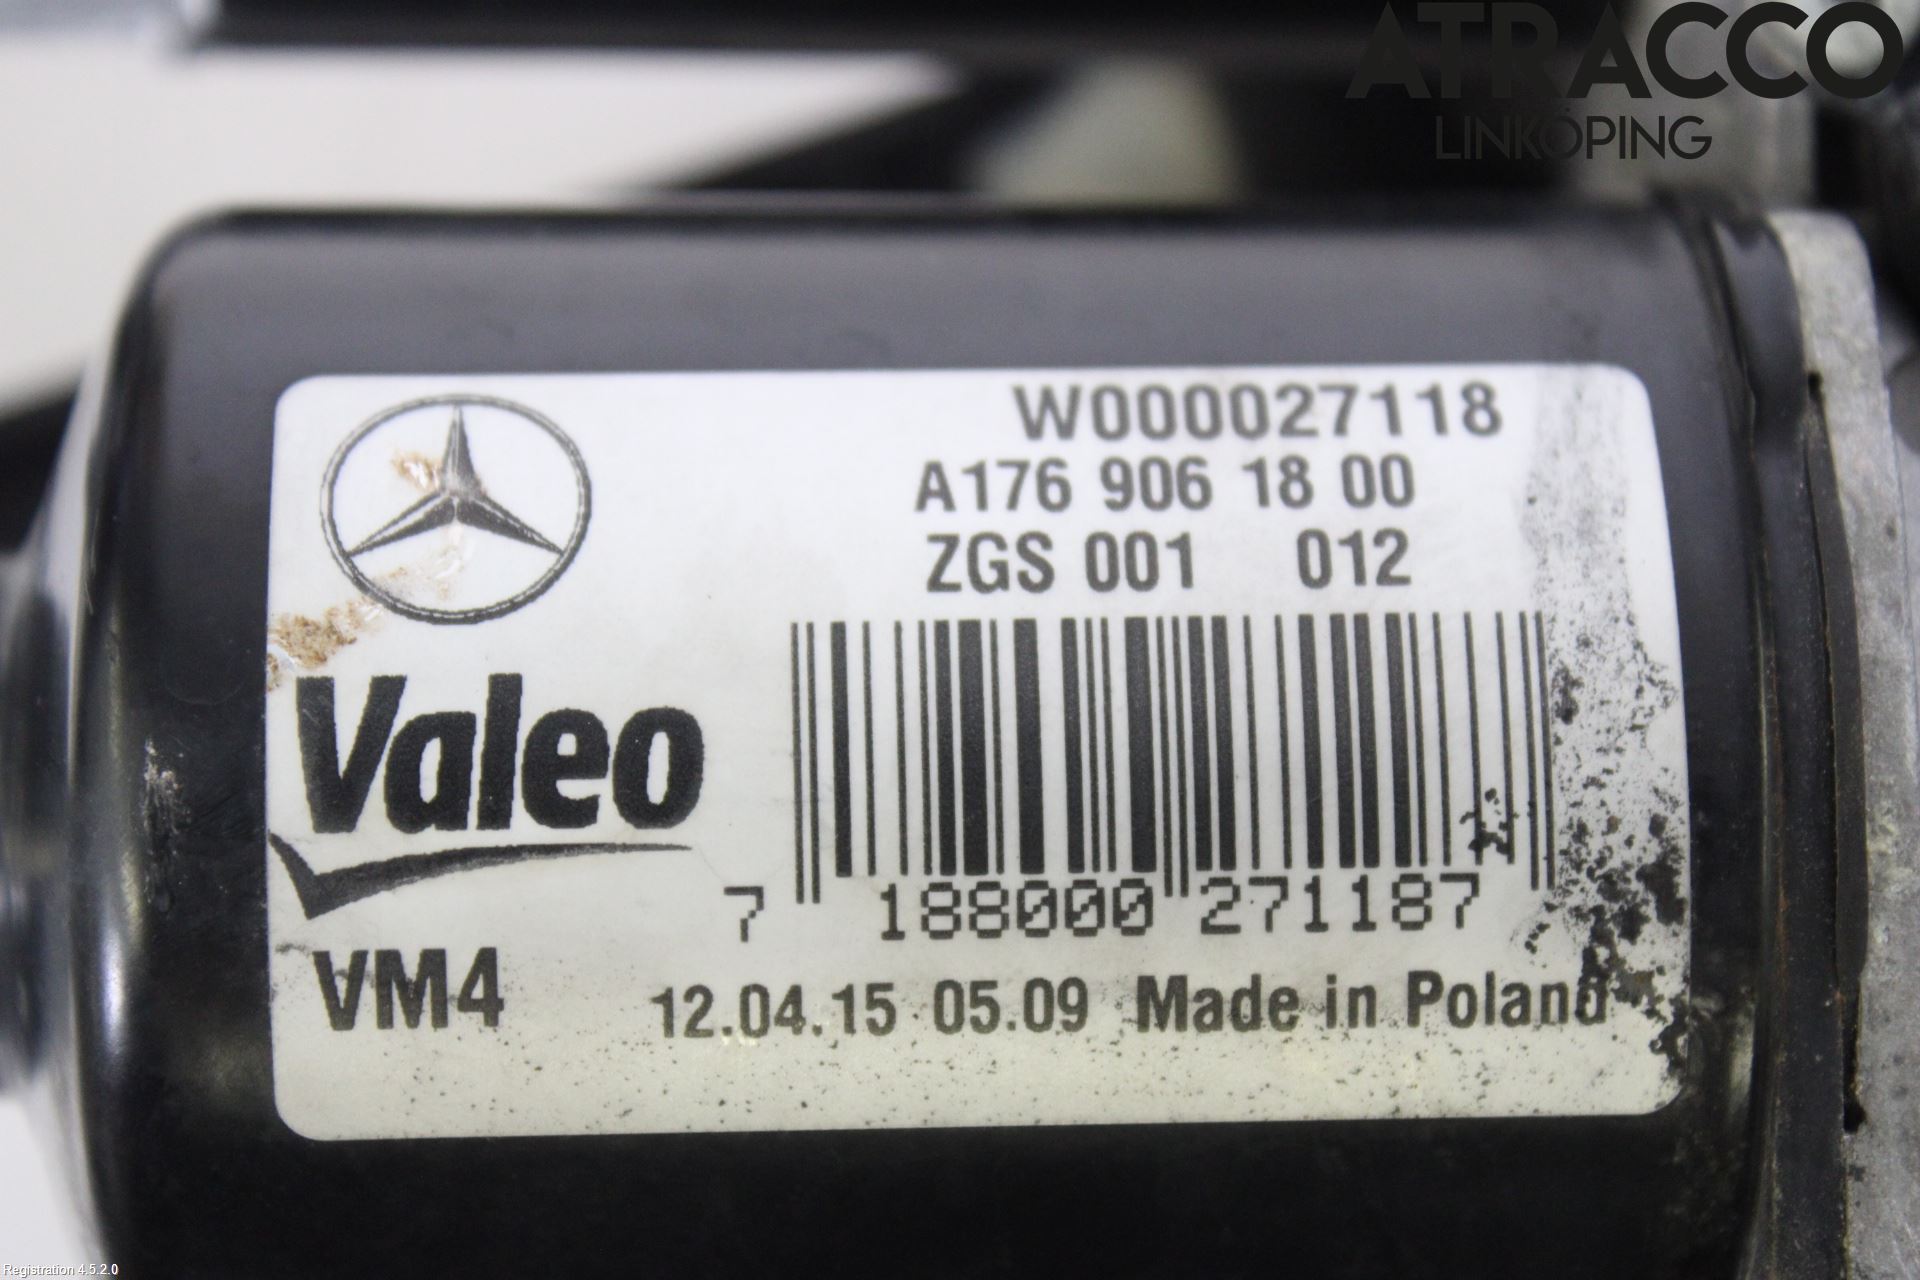 ATRACCO
LINKÖPING
W000027118
A176 906 18 00
ZGS 001 012
Valeo
7 188000 271187
VM4 12.04.15 05.09 Made in Poland
Registration 4.5.2.0